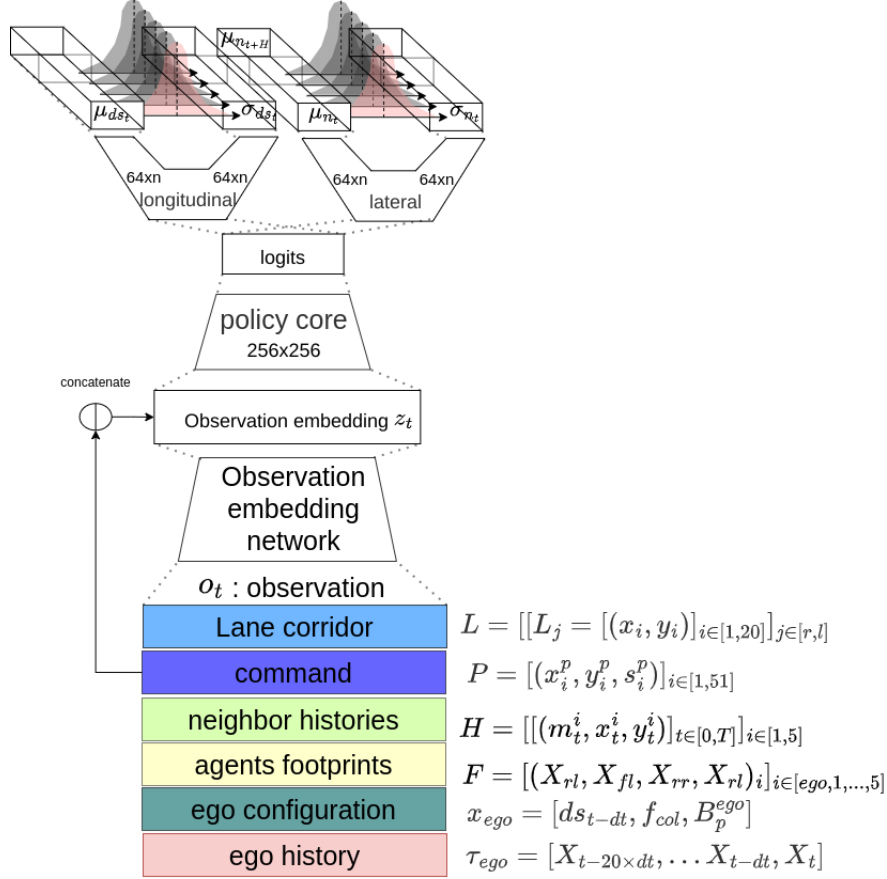 μ_{n_{t+H}}
μ_{ds_t} σ_{ds_t} μ_{n_t} σ_{n_t}
64xn 64xn 64xn 64xn
longitudinal lateral
logits
policy core
256x256
concatenate
Observation embedding z_t
Observation
embedding
network
o_t : observation
Lane corridor L = [[L_j = [(x_i, y_i)]_{i∈[1,20]}]_{j∈[r,l]}
command P = [(x_i^p, y_i^p, s_i^p)]_{i∈[1,51]}
neighbor histories H = [[(m_t^i, x_t^i, y_t^i)]_{t∈[0,T]}]_{i∈[1,5]}
agents footprints F = [(X_{rl}, X_{fl}, X_{rr}, X_{rl})_i]_{i∈[ego,1,...,5]}
ego configuration x_{ego} = [ds_{t−dt}, f_{col}, B_p^{ego}]
ego history τ_{ego} = [X_{t−20×dt}, ... X_{t−dt}, X_t]